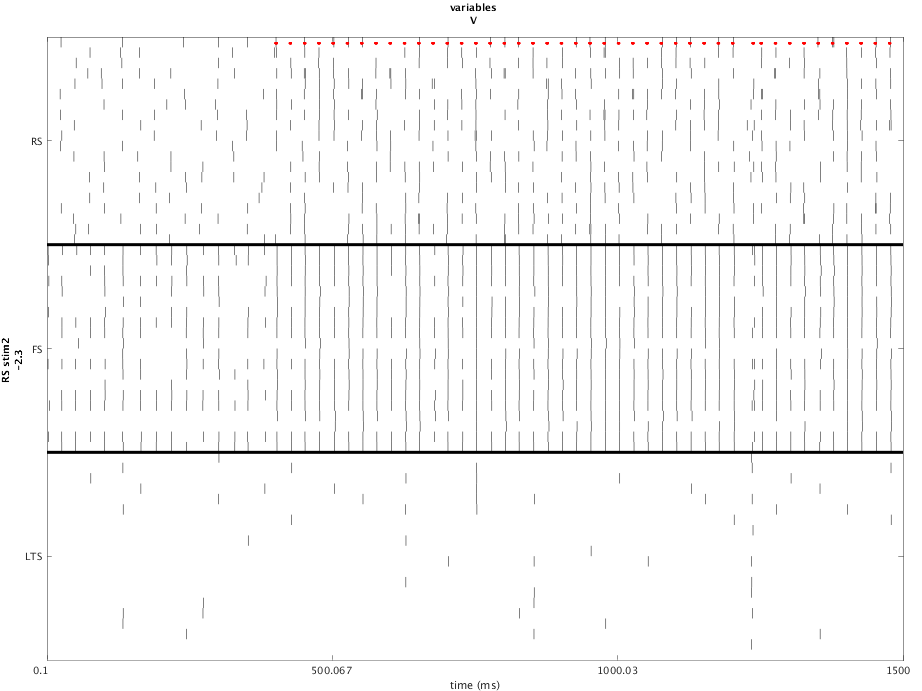 variables
V
RS
FS
LTS
RS stim2
-2.3
0.1
500.067
1000.03
1500
time (ms)